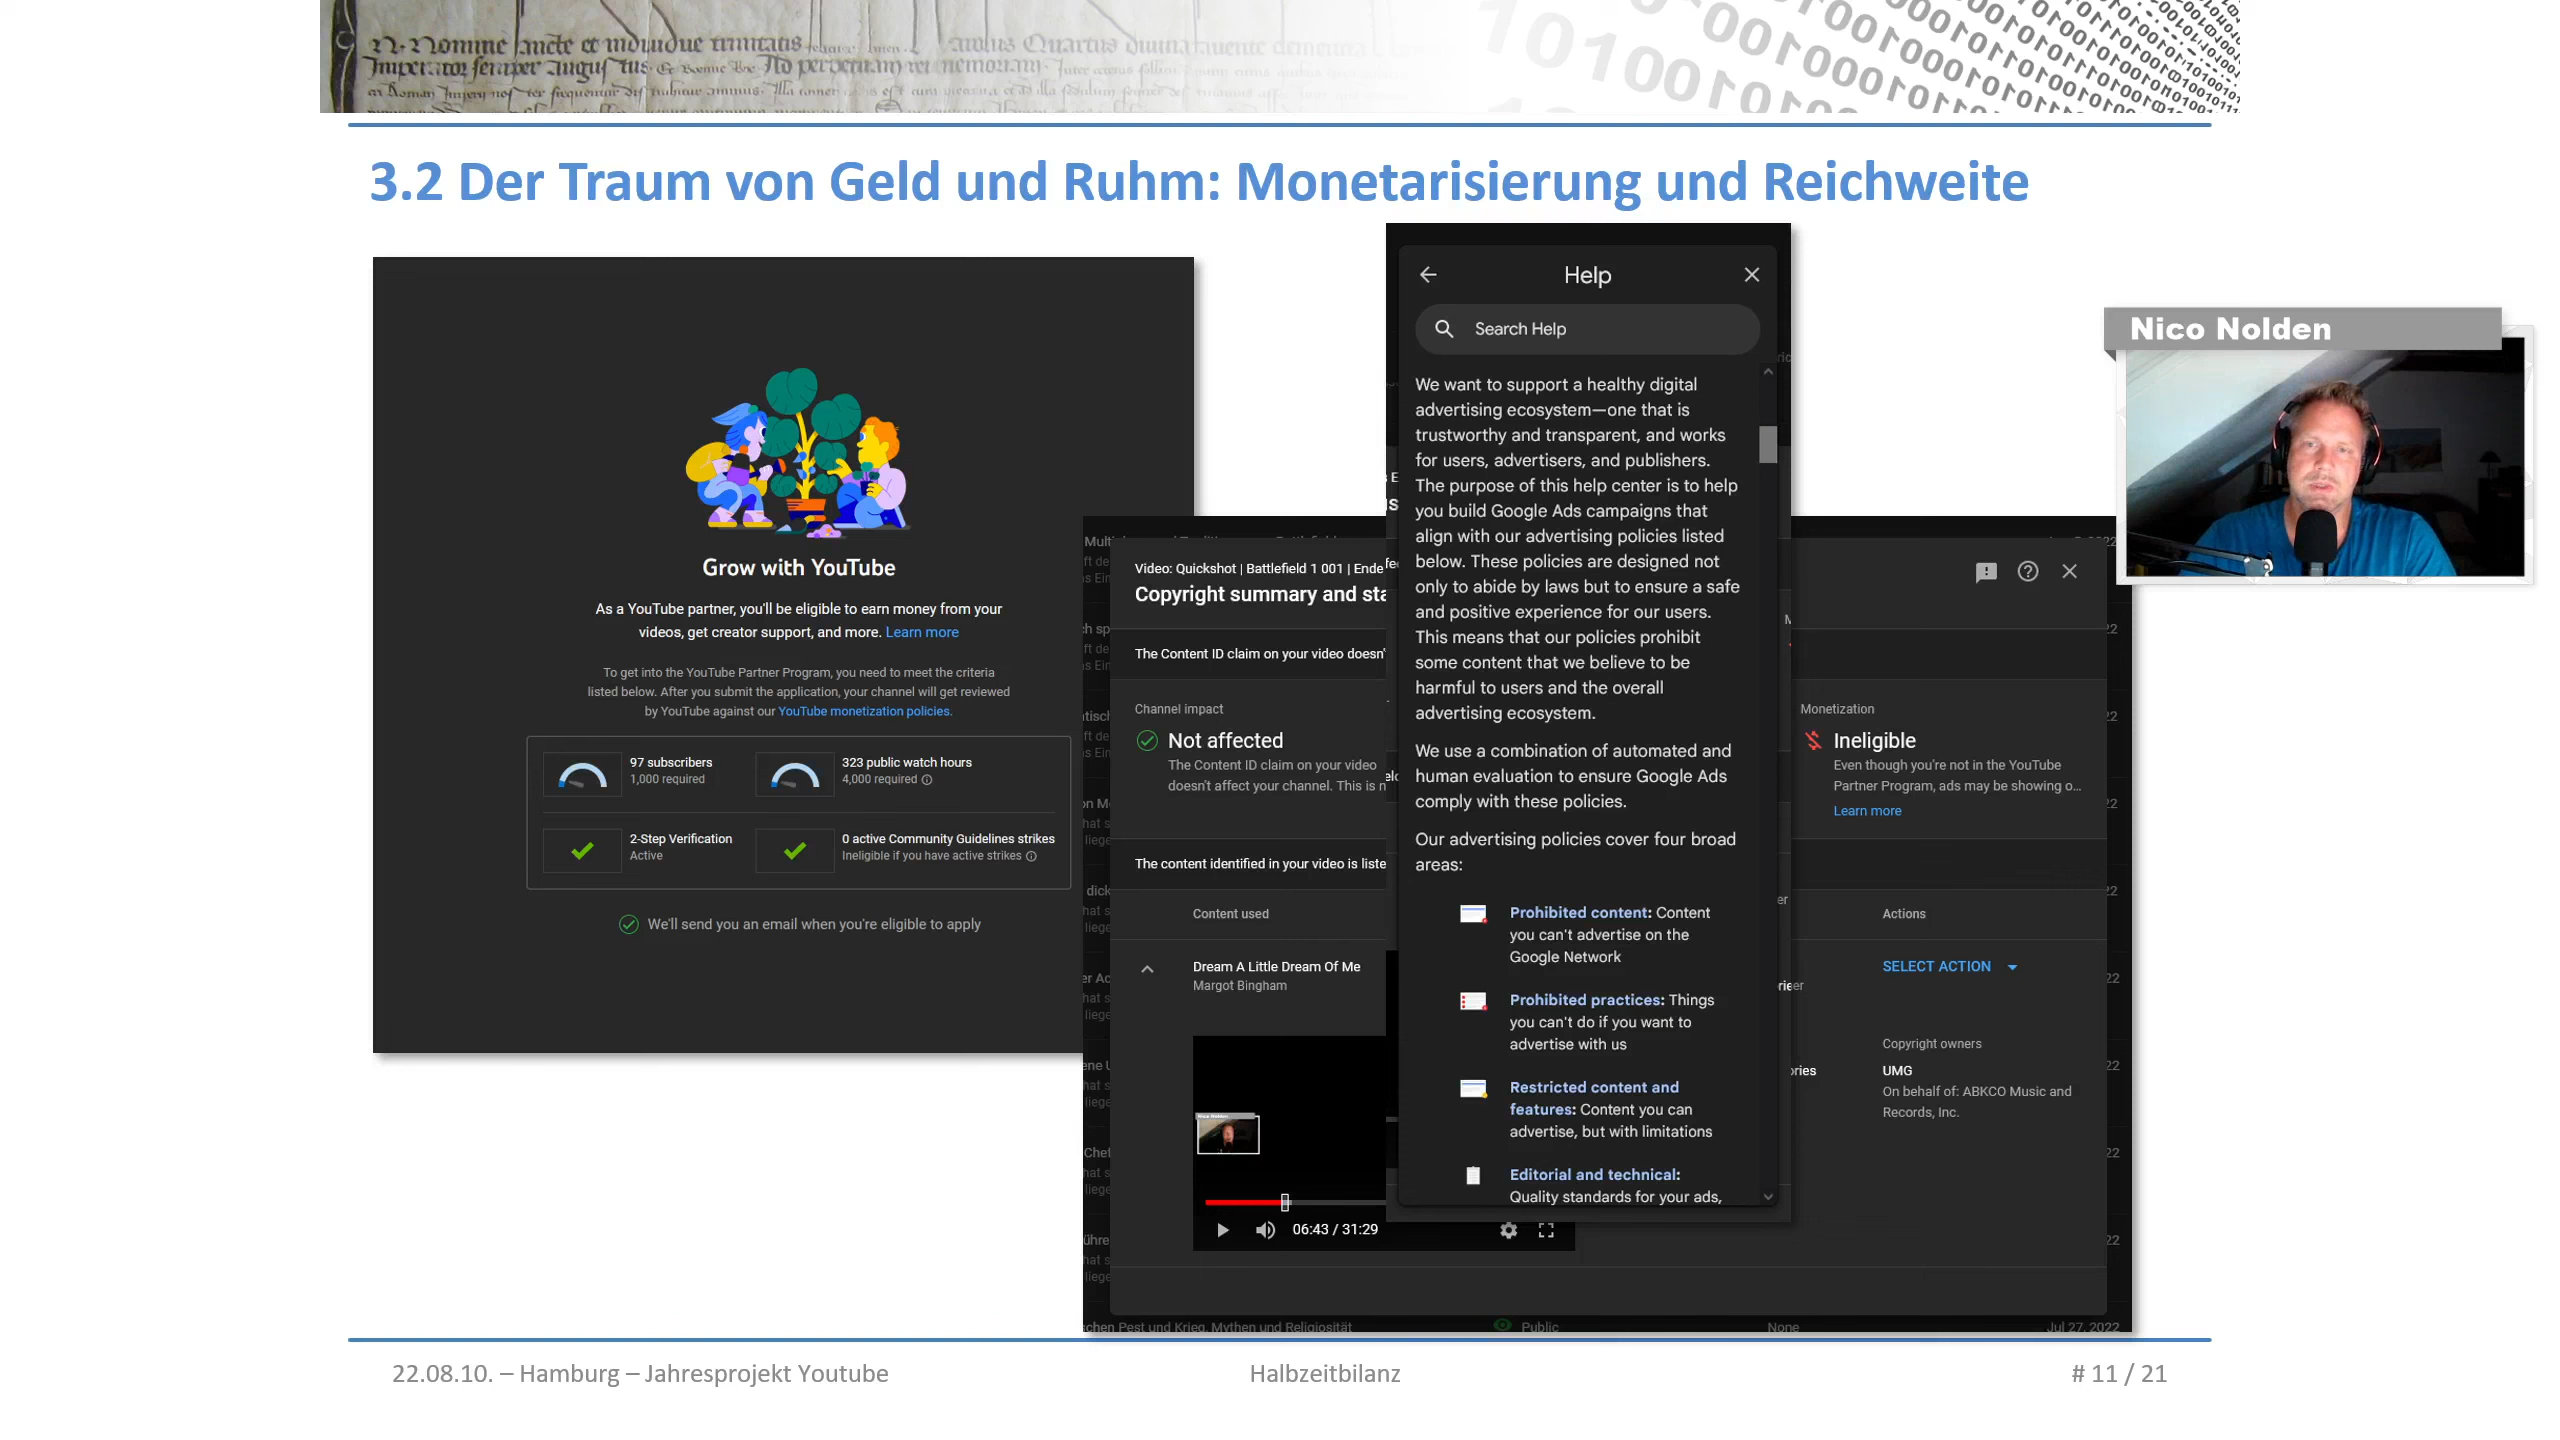 3.2 Der Traum von Geld und Ruhm: Monetarisierung und Reichweite
Grow with YouTube
As a YouTube partner, you'll be eligible to earn money from your
videos, get creator support, and more. Learn more
To get into the YouTube Partner Program, you need to meet the criteria
listed below. After you submit the application, your channel will get reviewed
by YouTube against our YouTube monetization policies.
97 subscribers
1,000 required
323 public watch hours
4,000 required
2-Step Verification
Active
0 active Community Guidelines strikes
Ineligible if you have active strikes
We'll send you an email when you're eligible to apply
Help
Search Help
We want to support a healthy digital
advertising ecosystem—one that is
trustworthy and transparent, and works
for users, advertisers, and publishers.
The purpose of this help center is to help
you build Google Ads campaigns that
align with our advertising policies listed
below. These policies are designed not
only to abide by laws but to ensure a safe
and positive experience for our users.
This means that our policies prohibit
some content that we believe to be
harmful to users and the overall
advertising ecosystem.
We use a combination of automated and
human evaluation to ensure Google Ads
comply with these policies.
Our advertising policies cover four broad
areas:
Prohibited content: Content
you can't advertise on the
Google Network
Prohibited practices: Things
you can't do if you want to
advertise with us
Restricted content and
features: Content you can
advertise, but with limitations
Editorial and technical:
Quality standards for your ads,
Video: Quickshot | Battlefield 1 001 | Ende
Copyright summary and sta
The Content ID claim on your video doesn'
Channel impact
Not affected
The Content ID claim on your video
doesn't affect your channel. This is n
The content identified in your video is liste
Content used
Dream A Little Dream Of Me
Margot Bingham
06:43 / 31:29
Monetization
Ineligible
Even though you're not in the YouTube
Partner Program, ads may be showing o...
Learn more
Actions
SELECT ACTION
Copyright owners
UMG
On behalf of: ABKCO Music and
Records, Inc.
schen Pest und Krieg, Mythen und Religiosität
Public
None
Jul 27, 2022
Nico Nolden
22.08.10. – Hamburg – Jahresprojekt Youtube
Halbzeitbilanz
# 11 / 21